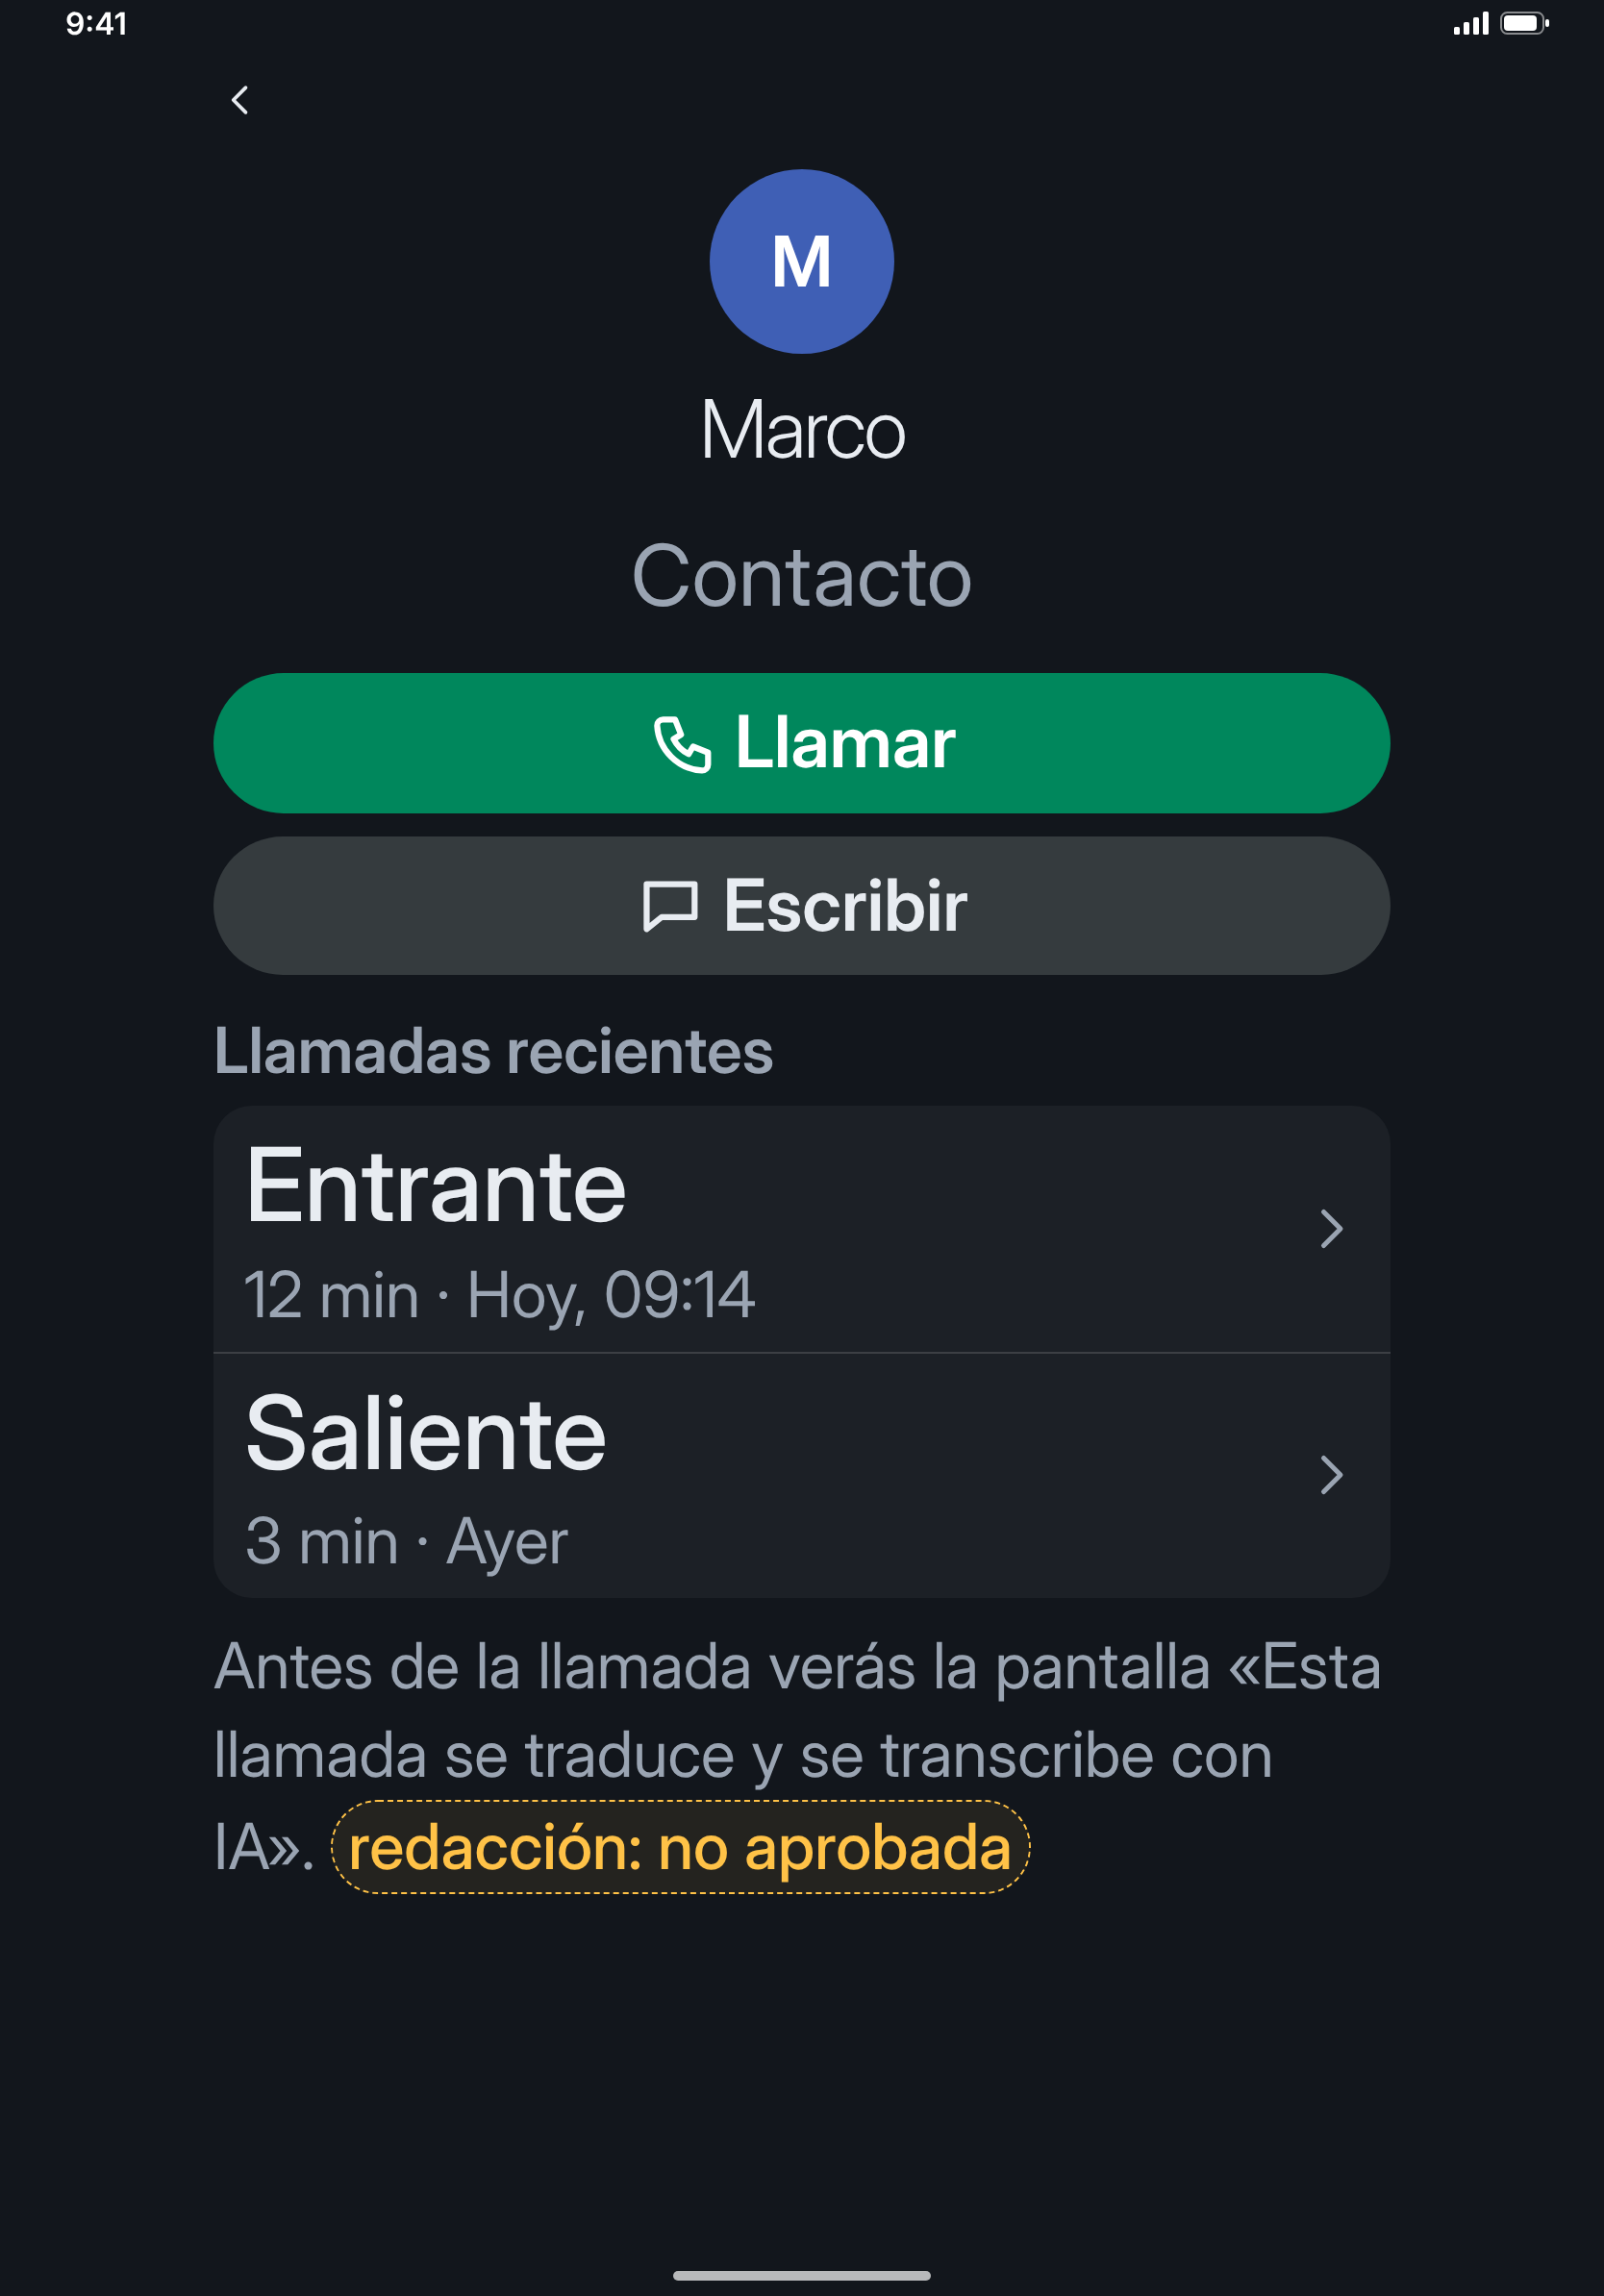 9:41
M
Marco
Contacto
Llamar
Escribir
Llamadas recientes
Entrante
12 min · Hoy, 09:14
Saliente
3 min · Ayer
Antes de la llamada verás la pantalla «Esta
llamada se traduce y se transcribe con
IA». redacción: no aprobada